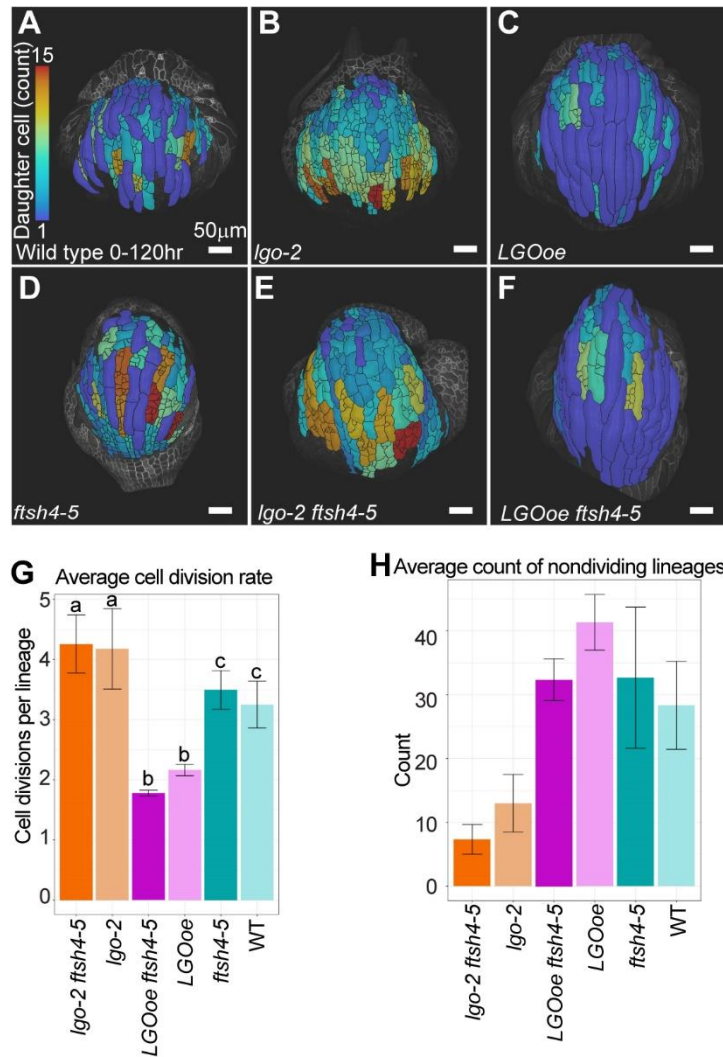 A
B
C
15
Daughter cell (count)
1
Wild type 0-120hr
50μm
lgo-2
LGOoe
D
E
F
ftsh4-5
lgo-2 ftsh4-5
LGOoe ftsh4-5
G Average cell division rate
5
4
3
2
1
0
Cell divisions per lineage
a
a
b
b
c
c
lgo-2 ftsh4-5
lgo-2
LGOoe ftsh4-5
LGOoe
ftsh4-5
WT
H Average count of nondividing lineages
40
30
20
10
0
Count
lgo-2 ftsh4-5
lgo-2
LGOoe ftsh4-5
LGOoe
ftsh4-5
WT